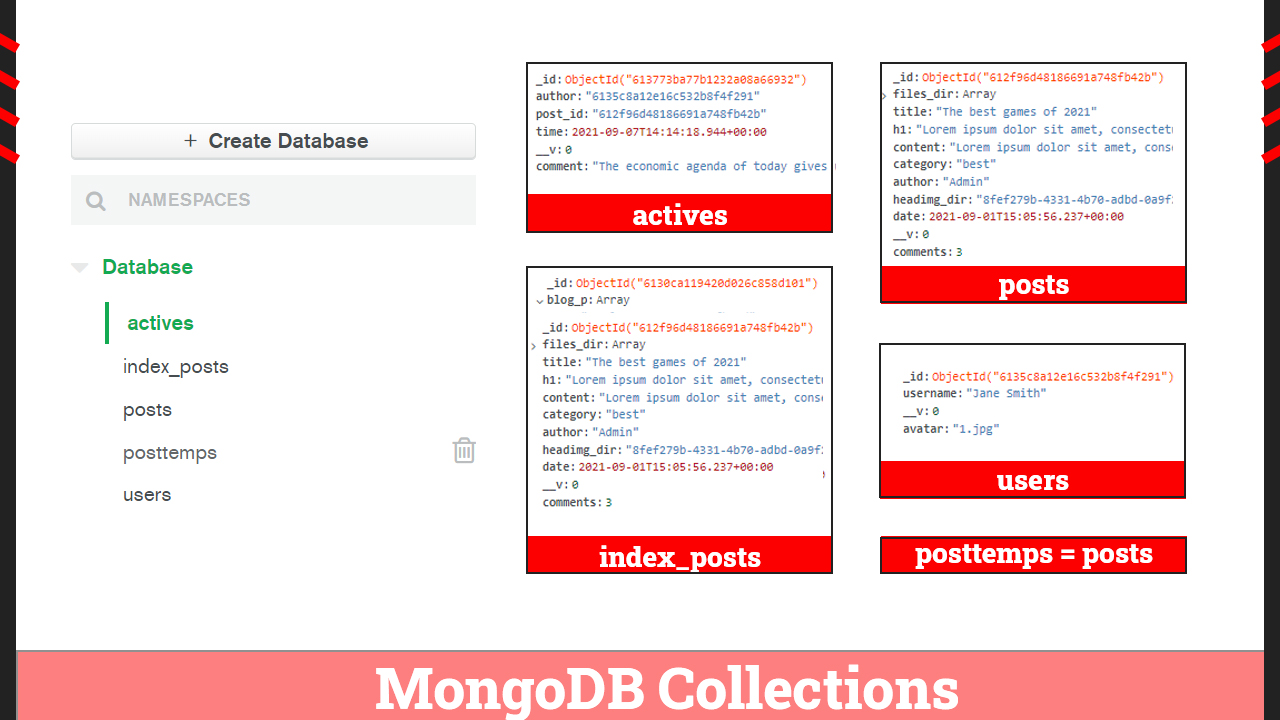 + Create Database
NAMESPACES
Database
actives
index_posts
posts
posttemps
users
_id: ObjectId("613773ba77b1232a08a66932")
author: "6135c8a12e16c532b8f4f291"
post_id: "612f96d48186691a748fb42b"
time: 2021-09-07T14:14:18.944+00:00
__v: 0
comment: "The economic agenda of today gives
actives
_id: ObjectId("6130ca119420d026c858d101")
blog_p: Array
_id: ObjectId("612f96d48186691a748fb42b")
files_dir: Array
title: "The best games of 2021"
h1: "Lorem ipsum dolor sit amet, consectetu
content: "Lorem ipsum dolor sit amet, conse
category: "best"
author: "Admin"
headimg_dir: "8fef279b-4331-4b70-adbd-0a9f:
date: 2021-09-01T15:05:56.237+00:00
__v: 0
comments: 3
index_posts
_id: ObjectId("612f96d48186691a748fb42b")
files_dir: Array
title: "The best games of 2021"
h1: "Lorem ipsum dolor sit amet, consectetu
content: "Lorem ipsum dolor sit amet, conse
category: "best"
author: "Admin"
headimg_dir: "8fef279b-4331-4b70-adbd-0a9f:
date: 2021-09-01T15:05:56.237+00:00
__v: 0
comments: 3
posts
_id: ObjectId("6135c8a12e16c532b8f4f291")
username: "Jane Smith"
__v: 0
avatar: "1.jpg"
users
posttemps = posts
MongoDB Collections